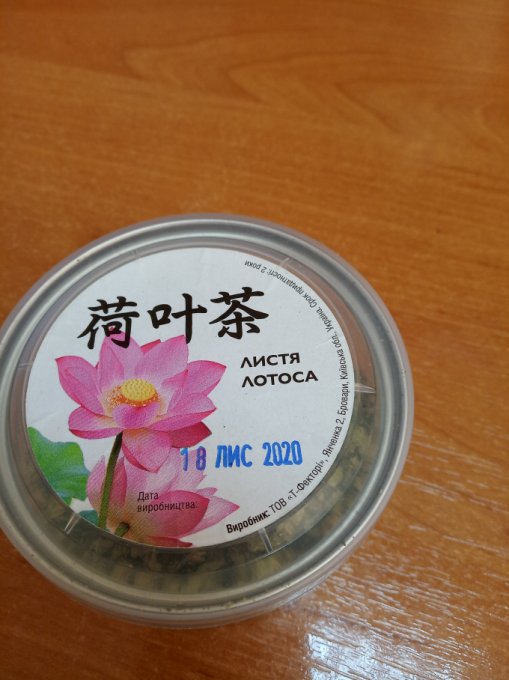 荷叶茶
ЛИСТЯ
ЛОТОСА
18 ЛИС 2020
Дата
виробництва:
Виробник: ТОВ «Т-Фекторі», Янченка 2, Бровари, Київська обл., Україна. Срок придатності: 2 роки